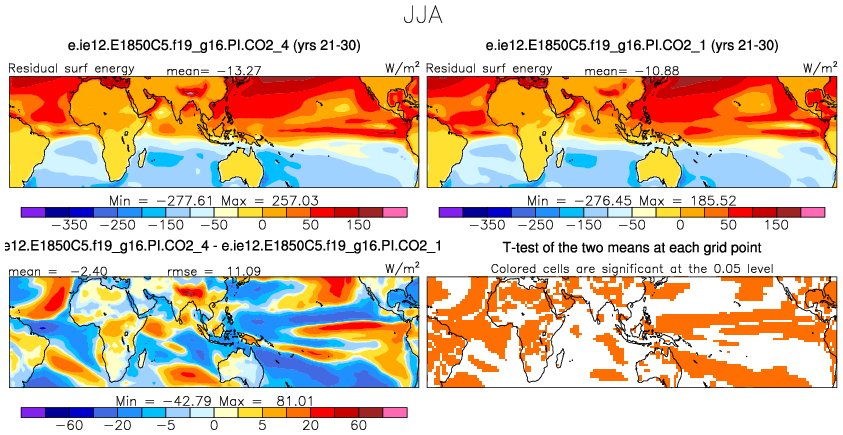 JJA
e.ie12.E1850C5.f19_g16.PI.CO2_4 (yrs 21-30)
e.ie12.E1850C5.f19_g16.PI.CO2_1 (yrs 21-30)
Residual surf energy mean= −13.27 W/m²
Residual surf energy mean= −10.88 W/m²
Min = −277.61 Max = 257.03
Min = −276.45 Max = 185.52
−350 −250 −150 −50 0 50 150
−350 −250 −150 −50 0 50 150
e12.E1850C5.f19_g16.PI.CO2_4 - e.ie12.E1850C5.f19_g16.PI.CO2_1
T-test of the two means at each grid point
mean = −2.40 rmse = 11.09 W/m²
Colored cells are significant at the 0.05 level
Min = −42.79 Max = 81.01
−60 −20 −5 0 5 20 60